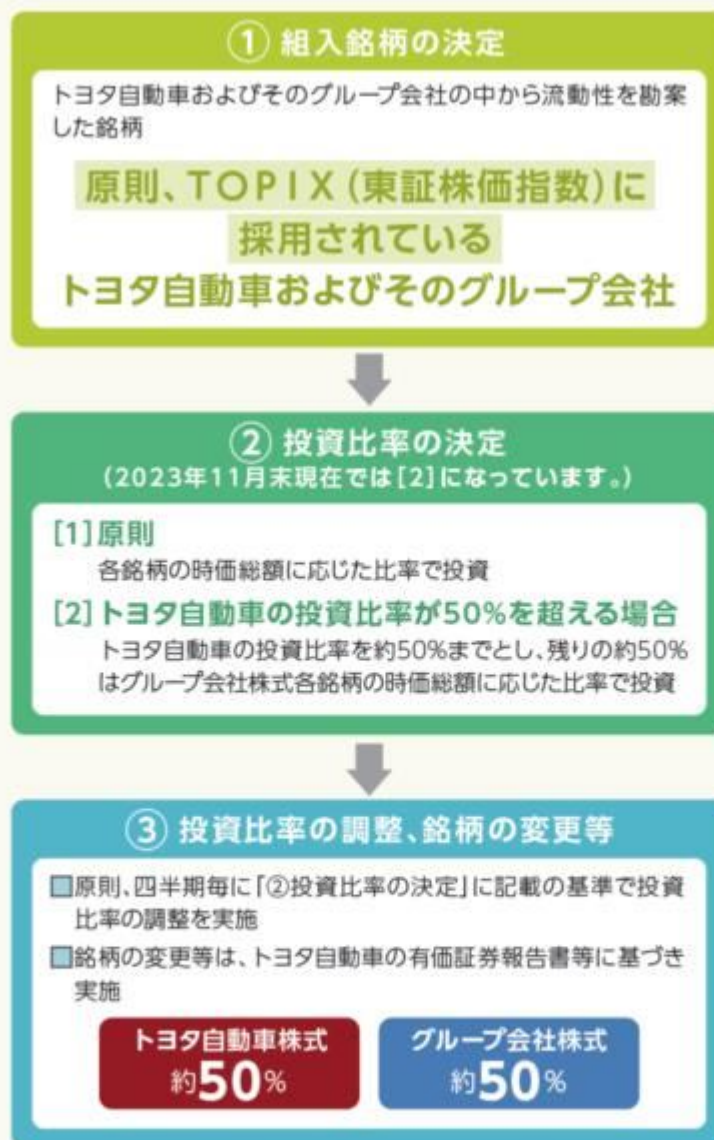 ① 組入銘柄の決定
トヨタ自動車およびそのグループ会社の中から流動性を勘案
した銘柄
原則、TOPIX(東証株価指数)に
採用されている
トヨタ自動車およびそのグループ会社
② 投資比率の決定
(2023年11月末現在では[2]になっています。)
[1]原則
各銘柄の時価総額に応じた比率で投資
[2]トヨタ自動車の投資比率が50%を超える場合
トヨタ自動車の投資比率を約50%までとし、残りの約50%
はグループ会社株式各銘柄の時価総額に応じた比率で投資
③ 投資比率の調整、銘柄の変更等
■原則、四半期毎に「②投資比率の決定」に記載の基準で投資
比率の調整を実施
■銘柄の変更等は、トヨタ自動車の有価証券報告書等に基づき
実施
トヨタ自動車株式
約50%
グループ会社株式
約50%